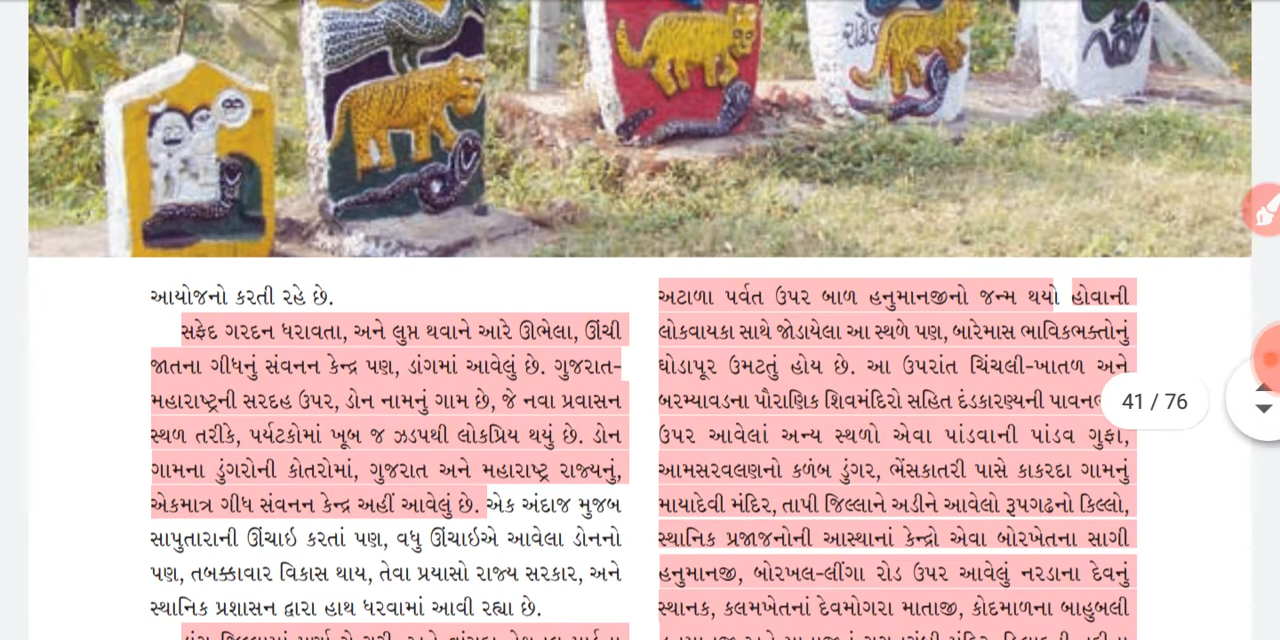 રાઠોડ
આયોજનો કરતી રહે છે.
સફેદ ગરદન ધરાવતા, અને લુપ્ત થવાને આરે ઊભેલા, ઊંચી
જાતના ગીધનું સંવનન કેન્દ્ર પણ, ડાંગમાં આવેલું છે. ગુજરાત-
મહારાષ્ટ્રની સરદહ ઉપર, ડોન નામનું ગામ છે, જે નવા પ્રવાસન
સ્થળ તરીકે, પર્યટકોમાં ખૂબ જ ઝડપથી લોકપ્રિય થયું છે. ડોન
ગામના ડુંગરોની કોતરોમાં, ગુજરાત અને મહારાષ્ટ્ર રાજ્યનું,
એકમાત્ર ગીધ સંવનન કેન્દ્ર અહીં આવેલું છે. એક અંદાજ મુજબ
સાપુતારાની ઊંચાઇ કરતાં પણ, વધુ ઊંચાઇએ આવેલા ડોનનો
પણ, તબક્કાવાર વિકાસ થાય, તેવા પ્રયાસો રાજ્ય સરકાર, અને
સ્થાનિક પ્રશાસન દ્વારા હાથ ધરવામાં આવી રહ્યા છે.
અટાળા પર્વત ઉપર બાળ હનુમાનજીનો જન્મ થયો હોવાની
લોકવાયકા સાથે જોડાયેલા આ સ્થળે પણ, બારેમાસ ભાવિકભક્તોનું
ઘોડાપૂર ઉમટતું હોય છે. આ ઉપરાંત ચિંચલી-ખાતળ અને
બરમ્યાવડના પૌરાણિક શિવમંદિરો સહિત દંડકારણ્યની
ઉપર આવેલાં અન્ય સ્થળો એવા પાંડવાની પાંડવ ગુફા,
આમસરવલણનો કળંબ ડુંગર, ભેંસકાતરી પાસે કાકરદા ગામનું
માયાદેવી મંદિર, તાપી જિલ્લાને અડીને આવેલો રૂપગઢનો કિલ્લો,
સ્થાનિક પ્રજાજનોની આસ્થાનાં કેન્દ્રો એવા બોરખેતના સાગી
હનુમાનજી, બોરખલ-લીંગા રોડ ઉપર આવેલું નરડાના દેવનું
સ્થાનક, કલમખેતનાં દેવમોગરા માતાજી, કોદમાળના બાહુબલી
41 / 76